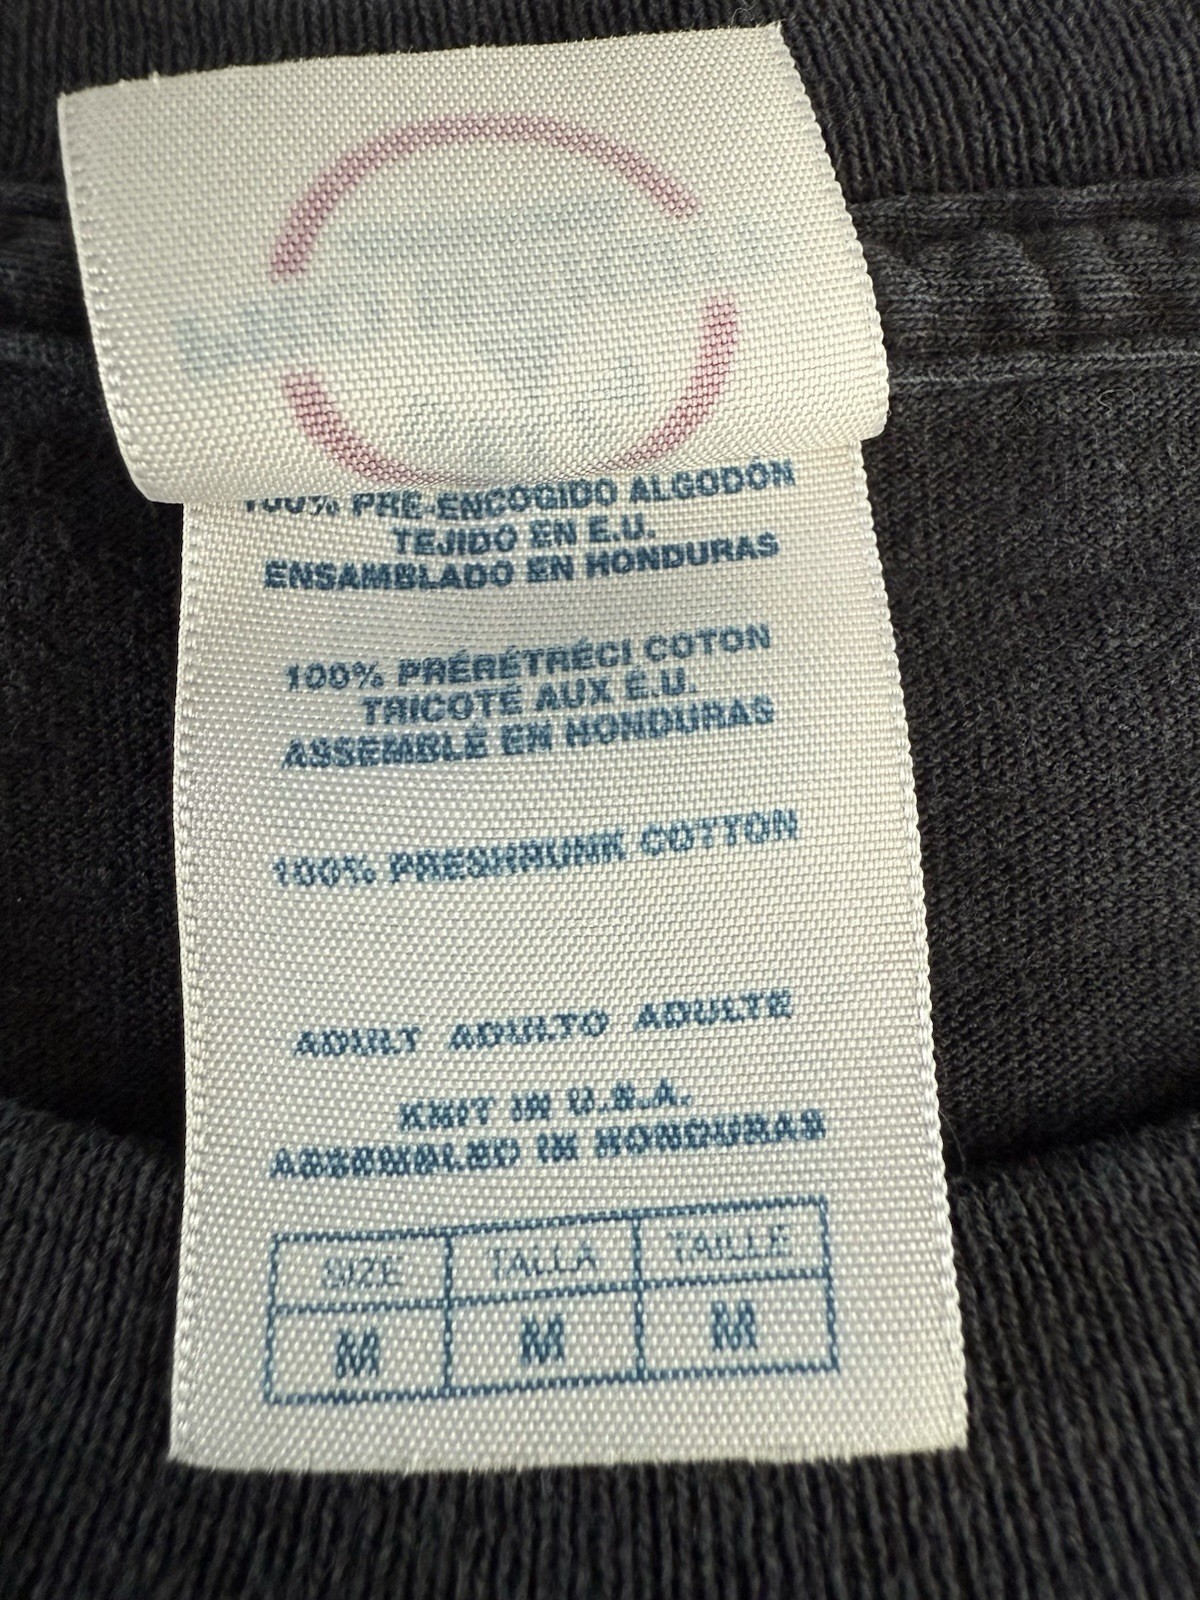 100% PRE-ENCOGIDO ALGODÓN
TEJIDO EN E.U.
ENSAMBLADO EN HONDURAS
100% PRÉRÉTRÉCI COTON
TRICOTÉ AUX É.U.
ASSEMBLÉ EN HONDURAS
100% PRESHRUNK COTTON
ADULT ADULTO ADULTE
KNIT IN U.S.A.
ASSEMBLED IN HONDURAS
SIZE TALLA TAILLE
M M M